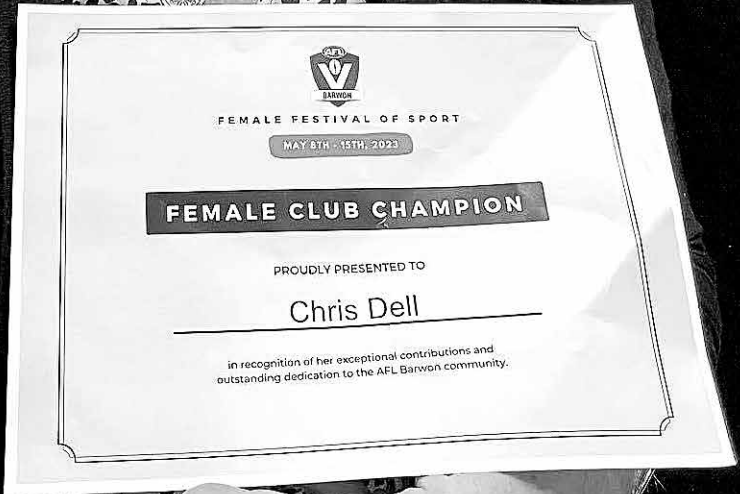 AFL
V
BARWON
FEMALE FESTIVAL OF SPORT
MAY 8TH - 15TH, 2023
FEMALE CLUB CHAMPION
PROUDLY PRESENTED TO
Chris Dell
in recognition of her exceptional contributions and
outstanding dedication to the AFL Barwon community.